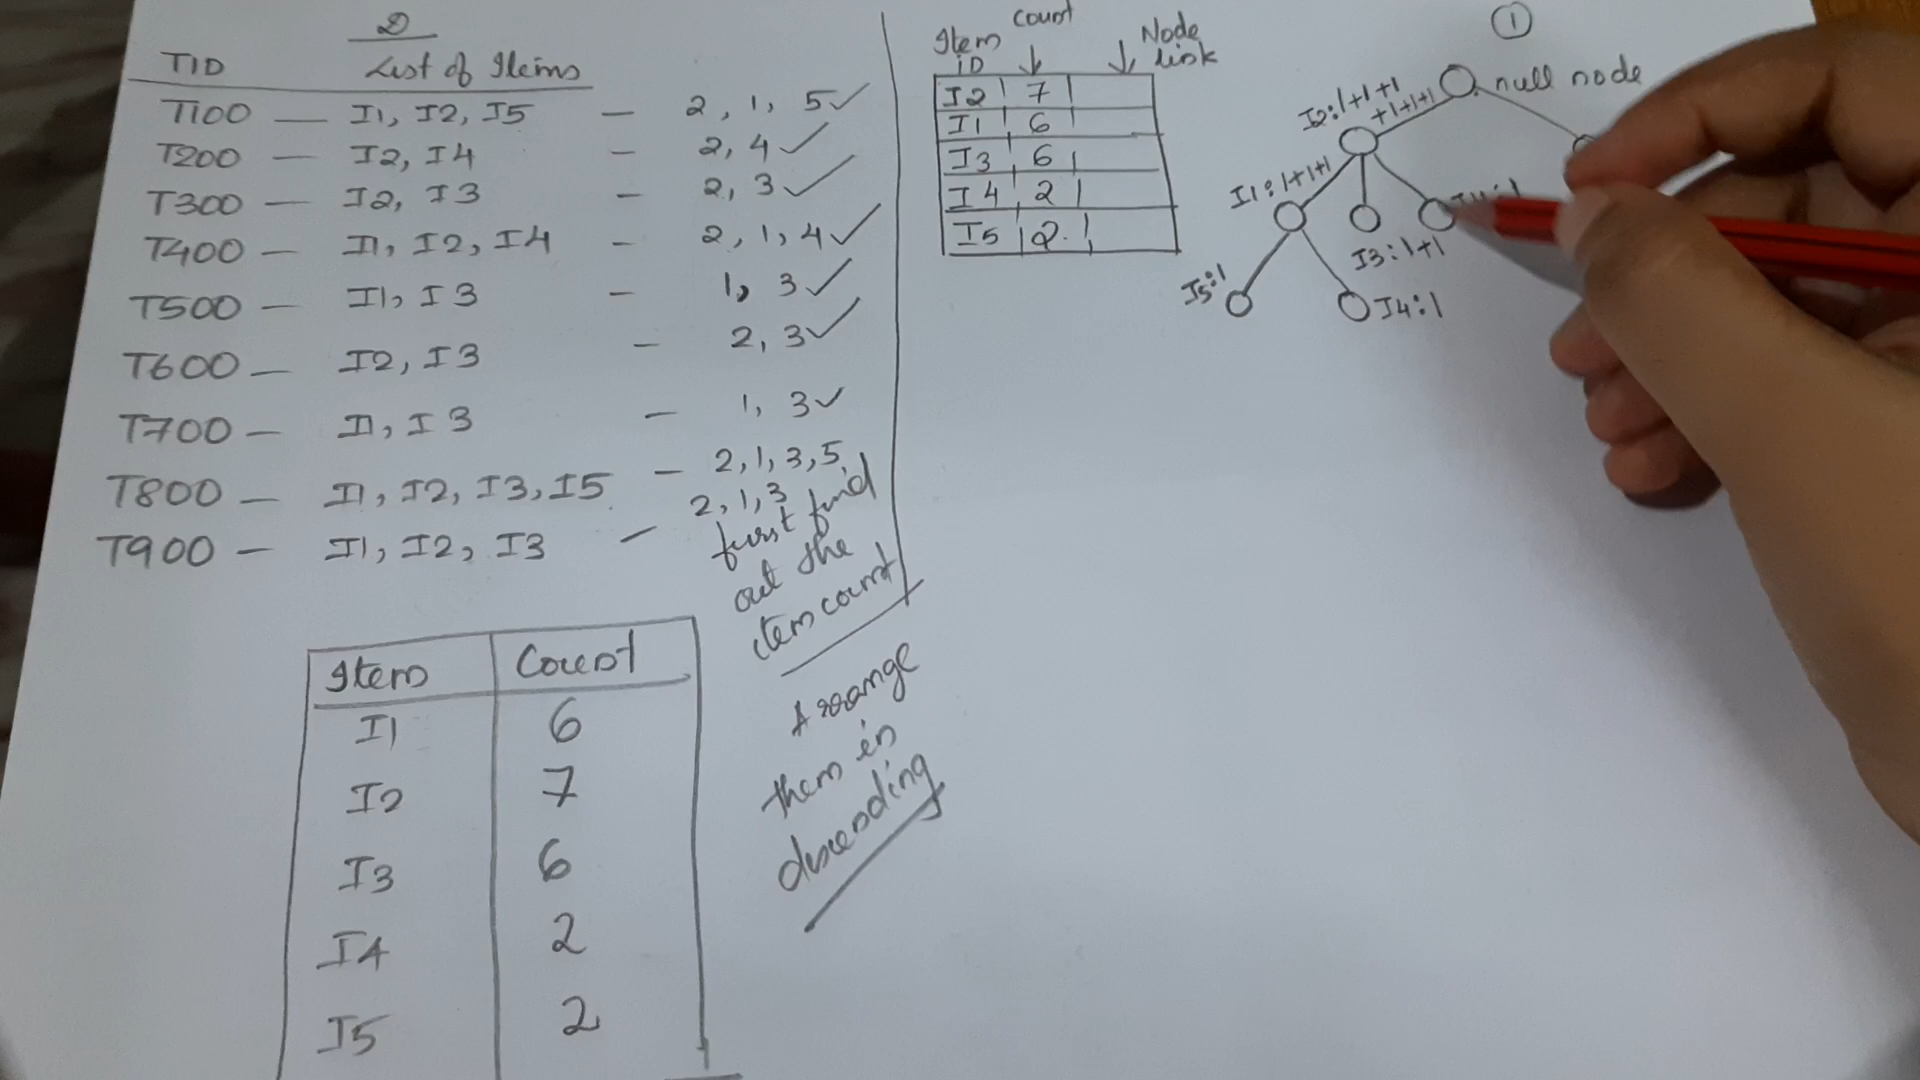 D
TID List of Items
T100 — I1, I2, I5 — 2, 1, 5 ✓
T200 — I2, I4 — 2, 4 ✓
T300 — I2, I3 — 2, 3 ✓
T400 — I1, I2, I4 — 2, 1, 4 ✓
T500 — I1, I3 — 1, 3 ✓
T600 — I2, I3 — 2, 3 ✓
T700 — I1, I3 — 1, 3 ✓
T800 — I1, I2, I3, I5 — 2, 1, 3, 5
T900 — I1, I2, I3 — 2, 1, 3
first find
out the
item count
Arrange
them in
descending
Item Count
I1 6
I2 7
I3 6
I4 2
I5 2
Item ID count Node link
I2 7
I1 6
I3 6
I4 2
I5 2
1
null node
I2:1+1+1
+1+1+1
I1:1+1+1
I3:1+1
I5:1
I4:1